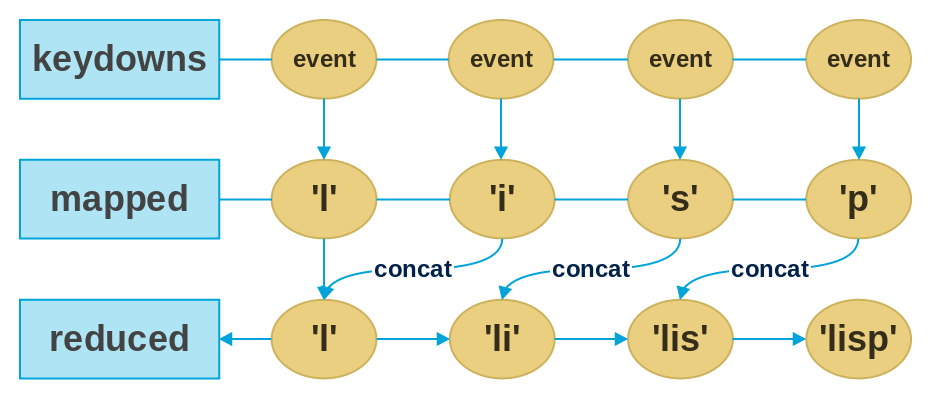 keydowns event event event event
mapped 'l' 'i' 's' 'p'
concat concat concat
reduced 'l' 'li' 'lis' 'lisp'